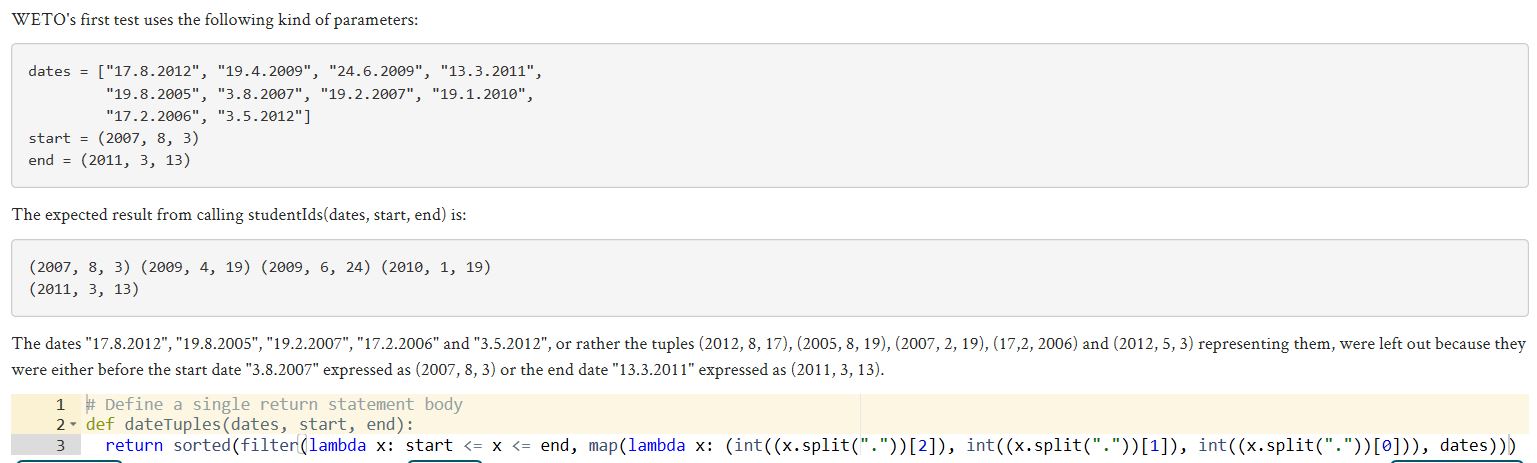 WETO's first test uses the following kind of parameters:
dates = ["17.8.2012", "19.4.2009", "24.6.2009", "13.3.2011",
"19.8.2005", "3.8.2007", "19.2.2007", "19.1.2010",
"17.2.2006", "3.5.2012"]
start = (2007, 8, 3)
end = (2011, 3, 13)
The expected result from calling studentIds(dates, start, end) is:
(2007, 8, 3) (2009, 4, 19) (2009, 6, 24) (2010, 1, 19)
(2011, 3, 13)
The dates "17.8.2012", "19.8.2005", "19.2.2007", "17.2.2006" and "3.5.2012", or rather the tuples (2012, 8, 17), (2005, 8, 19), (2007, 2, 19), (17,2, 2006) and (2012, 5, 3) representing them, were left out because they
were either before the start date "3.8.2007" expressed as (2007, 8, 3) or the end date "13.3.2011" expressed as (2011, 3, 13).
1 # Define a single return statement body
2 def dateTuples(dates, start, end):
3 return sorted(filter(lambda x: start <= x <= end, map(lambda x: (int((x.split("."))[2]), int((x.split("."))[1]), int((x.split("."))[0])), dates)))